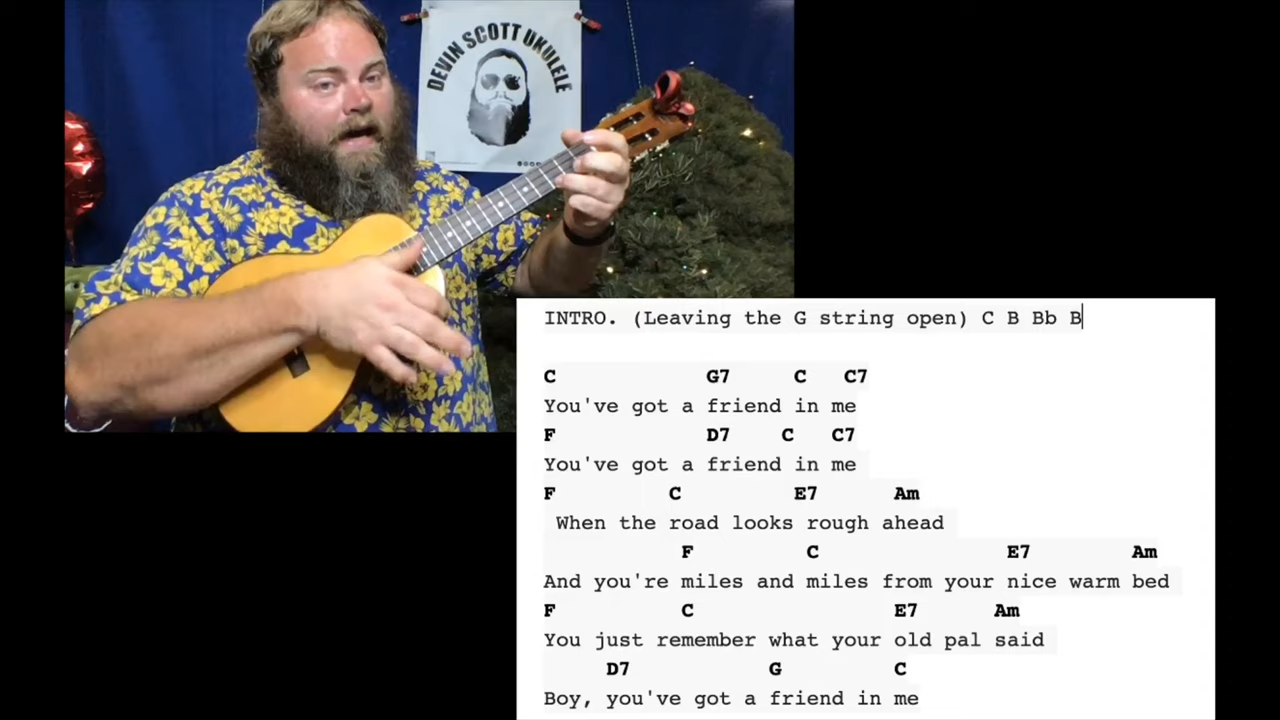 DEVIN SCOTT UKULELE
INTRO. (Leaving the G string open) C B Bb B
C G7 C C7
You've got a friend in me
F D7 C C7
You've got a friend in me
F C E7 Am
When the road looks rough ahead
F C E7 Am
And you're miles and miles from your nice warm bed
F C E7 Am
You just remember what your old pal said
D7 G C
Boy, you've got a friend in me